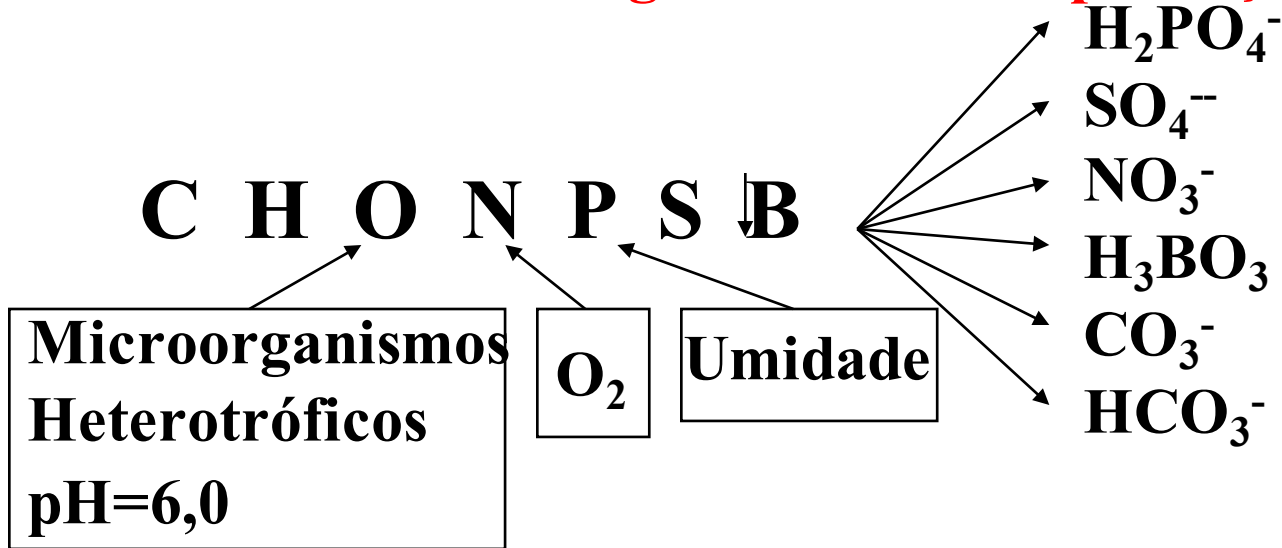 C H O N P S B
Microorganismos
Heterotróficos
pH=6,0
O₂
Umidade
H₂PO₄⁻
SO₄⁻⁻
NO₃⁻
H₃BO₃
CO₃⁻
HCO₃⁻